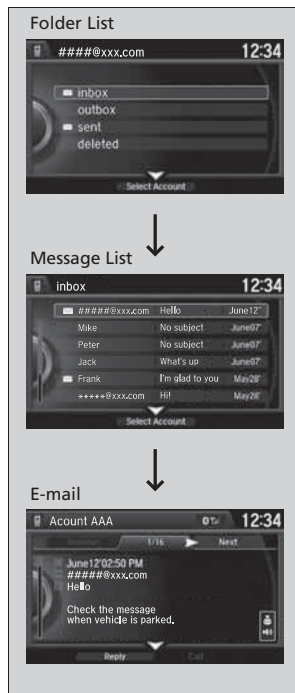 Folder List
####@xxx.com 12:34
inbox
outbox
sent
deleted
Select Account
Message List
inbox 12:34
#####@xxx.com Hello June12'
Mike No subject June07'
Peter No subject June07'
Jack What's up June07'
Frank I'm glad to you May28'
*****@xxx.com Hi! May28'
Select Account
E-mail
Acount AAA 12:34
1/16 Next
June12'02:50 PM
#####@xxx.com
Hello
Check the message
when vehicle is parked.
Reply Call